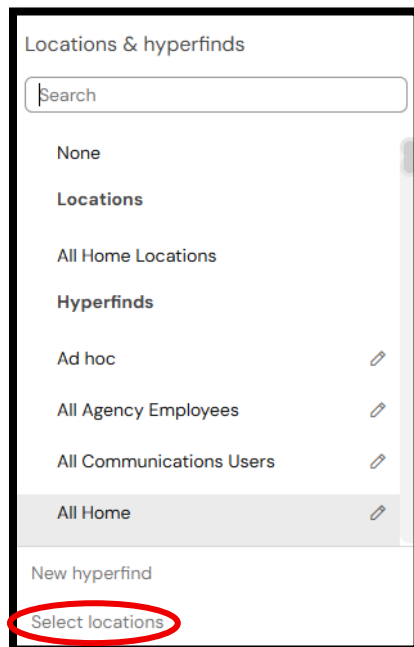 Locations & hyperfinds
Search
None
Locations
All Home Locations
Hyperfinds
Ad hoc
All Agency Employees
All Communications Users
All Home
New hyperfind
Select locations